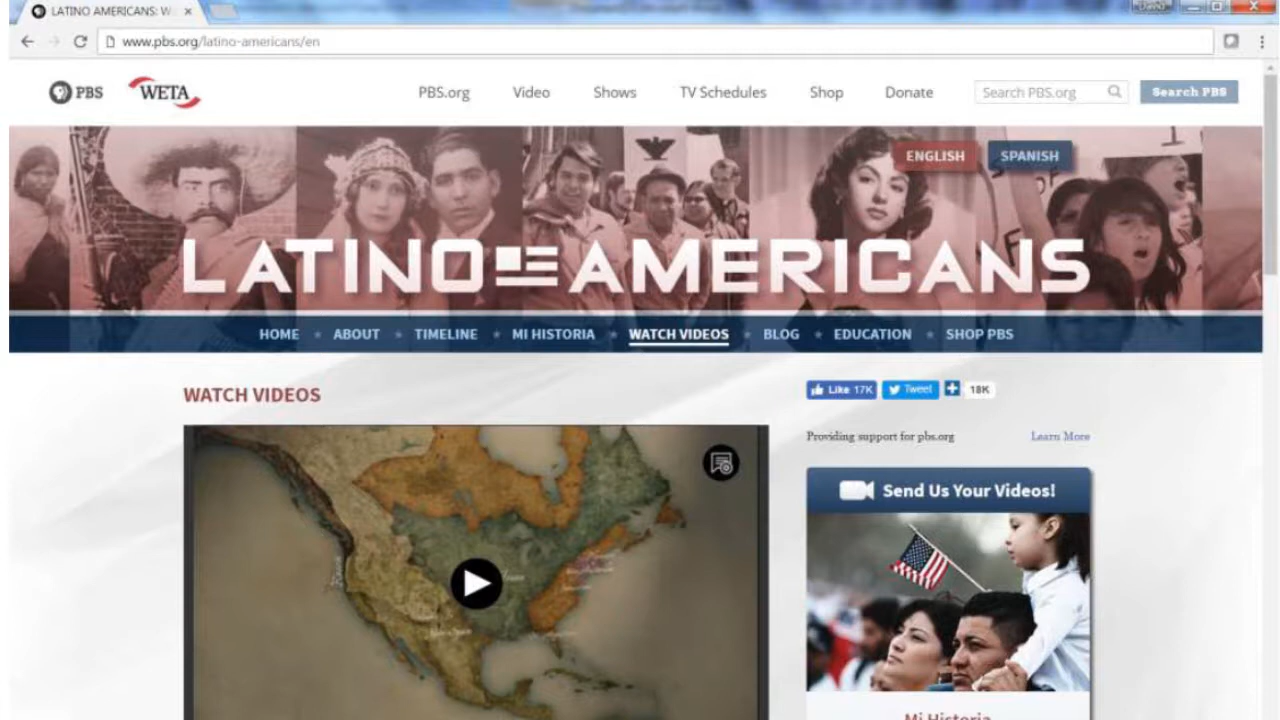 LATINO AMERICANS: W
www.pbs.org/latino-americans/en
PBS WETA PBS.org Video Shows TV Schedules Shop Donate Search PBS.org Search PBS
ENGLISH SPANISH
LATINO AMERICANS
HOME ABOUT TIMELINE MI HISTORIA WATCH VIDEOS BLOG EDUCATION SHOP PBS
WATCH VIDEOS
Like 17K Tweet 18K
Providing support for pbs.org Learn More
Send Us Your Videos!
Mi Historia